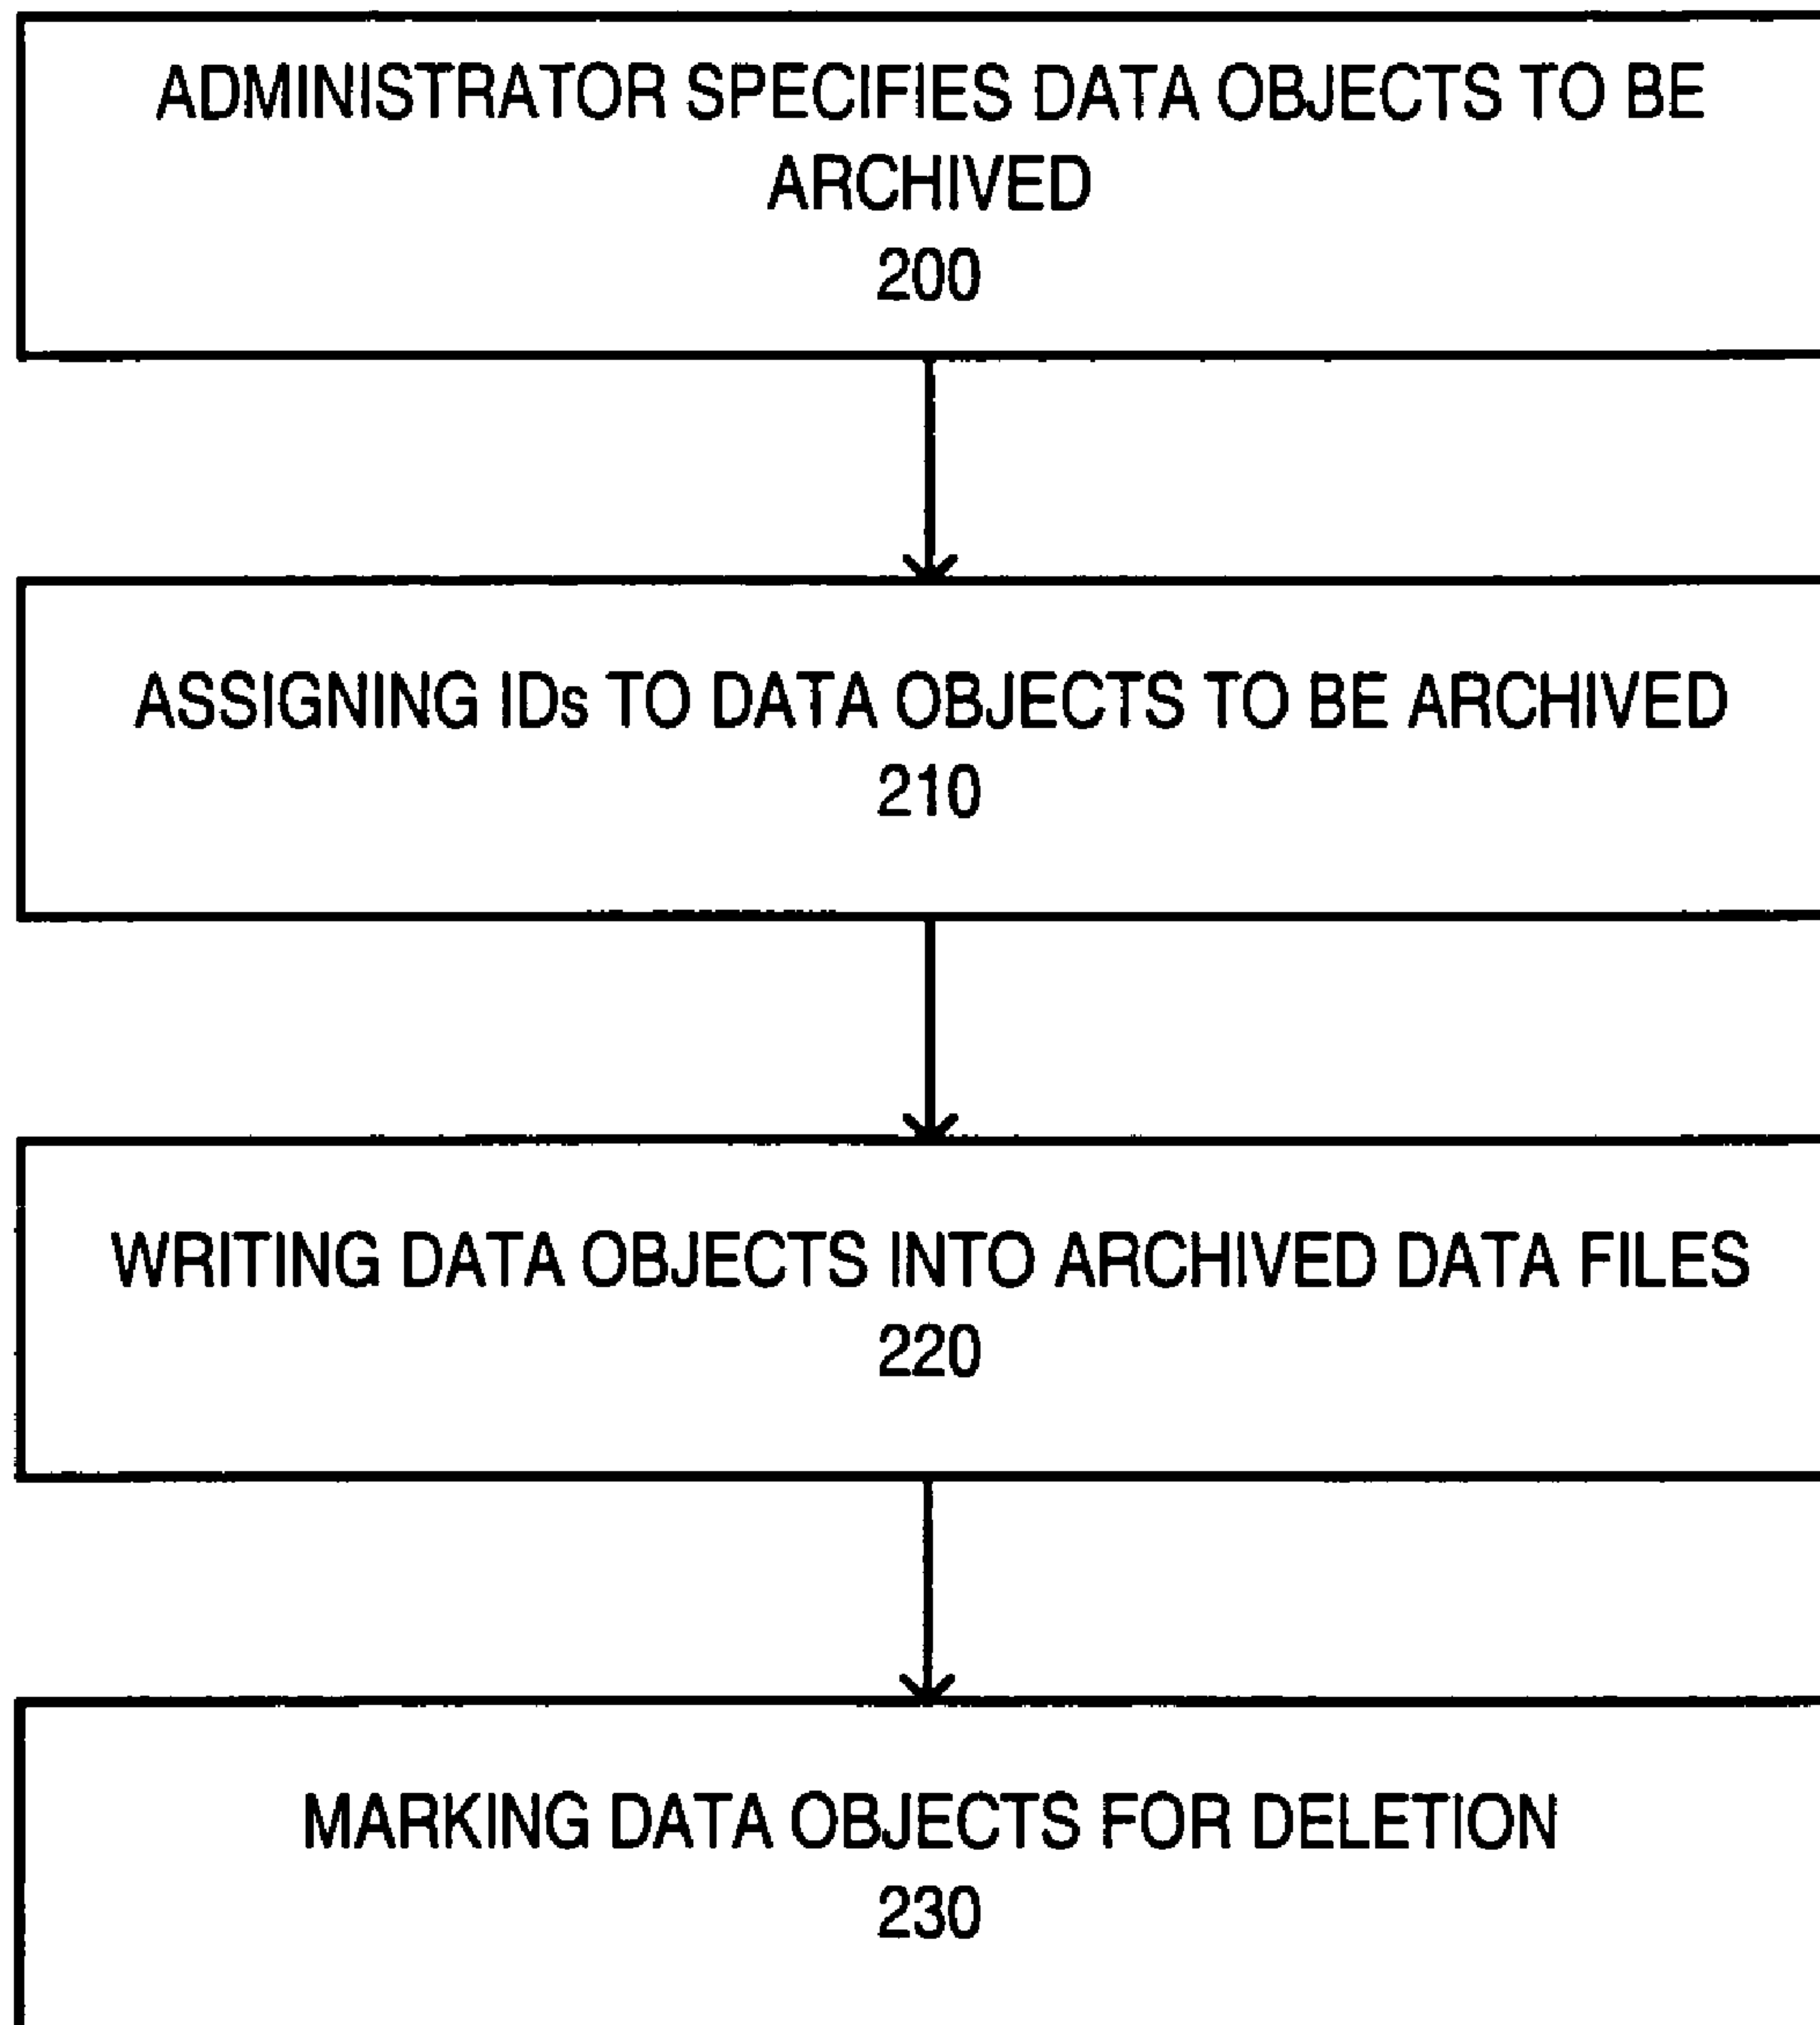 ADMINISTRATOR SPECIFIES DATA OBJECTS TO BE
ARCHIVED
200
ASSIGNING IDs TO DATA OBJECTS TO BE ARCHIVED
210
WRITING DATA OBJECTS INTO ARCHIVED DATA FILES
220
MARKING DATA OBJECTS FOR DELETION
230